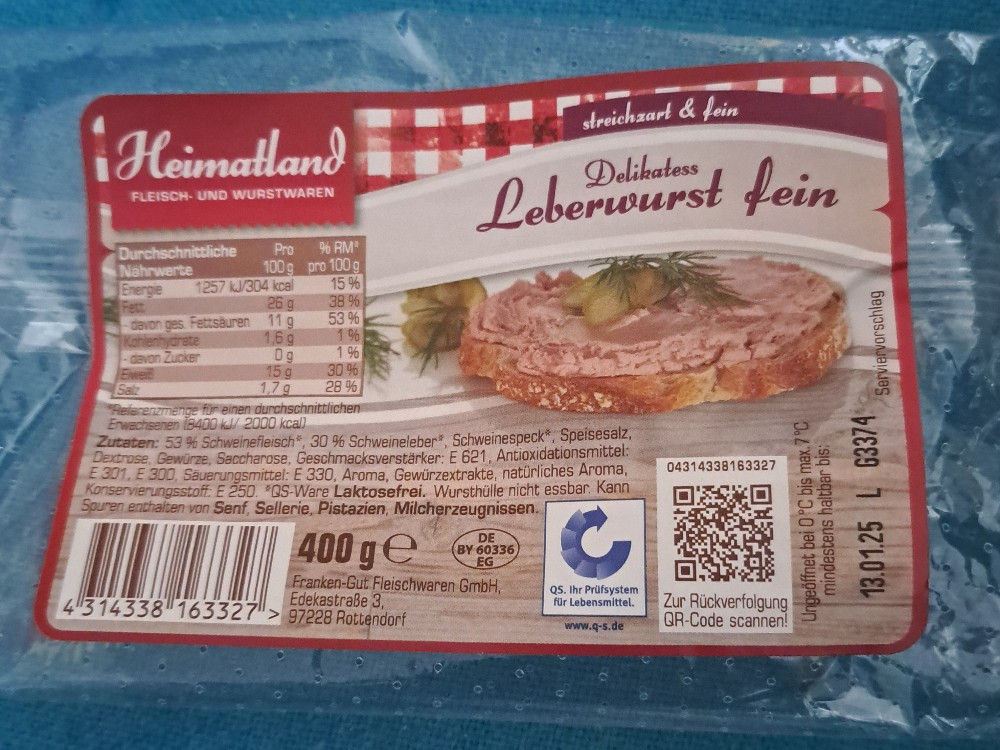 Heimatland
FLEISCH- UND WURSTWAREN
streichzart & fein
Delikatess
Leberwurst fein
Durchschnittliche Pro % RM*
Nährwerte 100 g pro 100 g
Energie 1257 kJ/304 kcal 15 %
Fett 26 g 38 %
- davon ges. Fettsäuren 11 g 53 %
Kohlenhydrate 1,6 g 1 %
- davon Zucker 0 g 1 %
Eiweiß 15 g 30 %
Salz 1,7 g 28 %
*Referenzmenge für einen durchschnittlichen
Erwachsenen (8400 kJ/ 2000 kcal)
Zutaten: 53 % Schweinefleisch*, 30 % Schweineleber*, Schweinespeck*, Speisesalz,
Dextrose, Gewürze, Saccharose, Geschmacksverstärker: E 621, Antioxidationsmittel:
E 301, E 300, Säuerungsmittel: E 330, Aroma, Gewürzextrakte, natürliches Aroma,
Konservierungsstoff: E 250. *QS-Ware Laktosefrei. Wursthülle nicht essbar. Kann
Spuren enthalten von Senf, Sellerie, Pistazien, Milcherzeugnissen.
4 314338 163327 >
400 g e
DE
BY 60336
EG
Franken-Gut Fleischwaren GmbH,
Edekastraße 3,
97228 Rottendorf
QS. Ihr Prüfsystem
für Lebensmittel.
www.q-s.de
04314338163327
Zur Rückverfolgung
QR-Code scannen!
Ungeöffnet bei 0 °C bis max. 7 °C
mindestens haltbar bis:
13.01.25 L G3374
Serviervorschlag